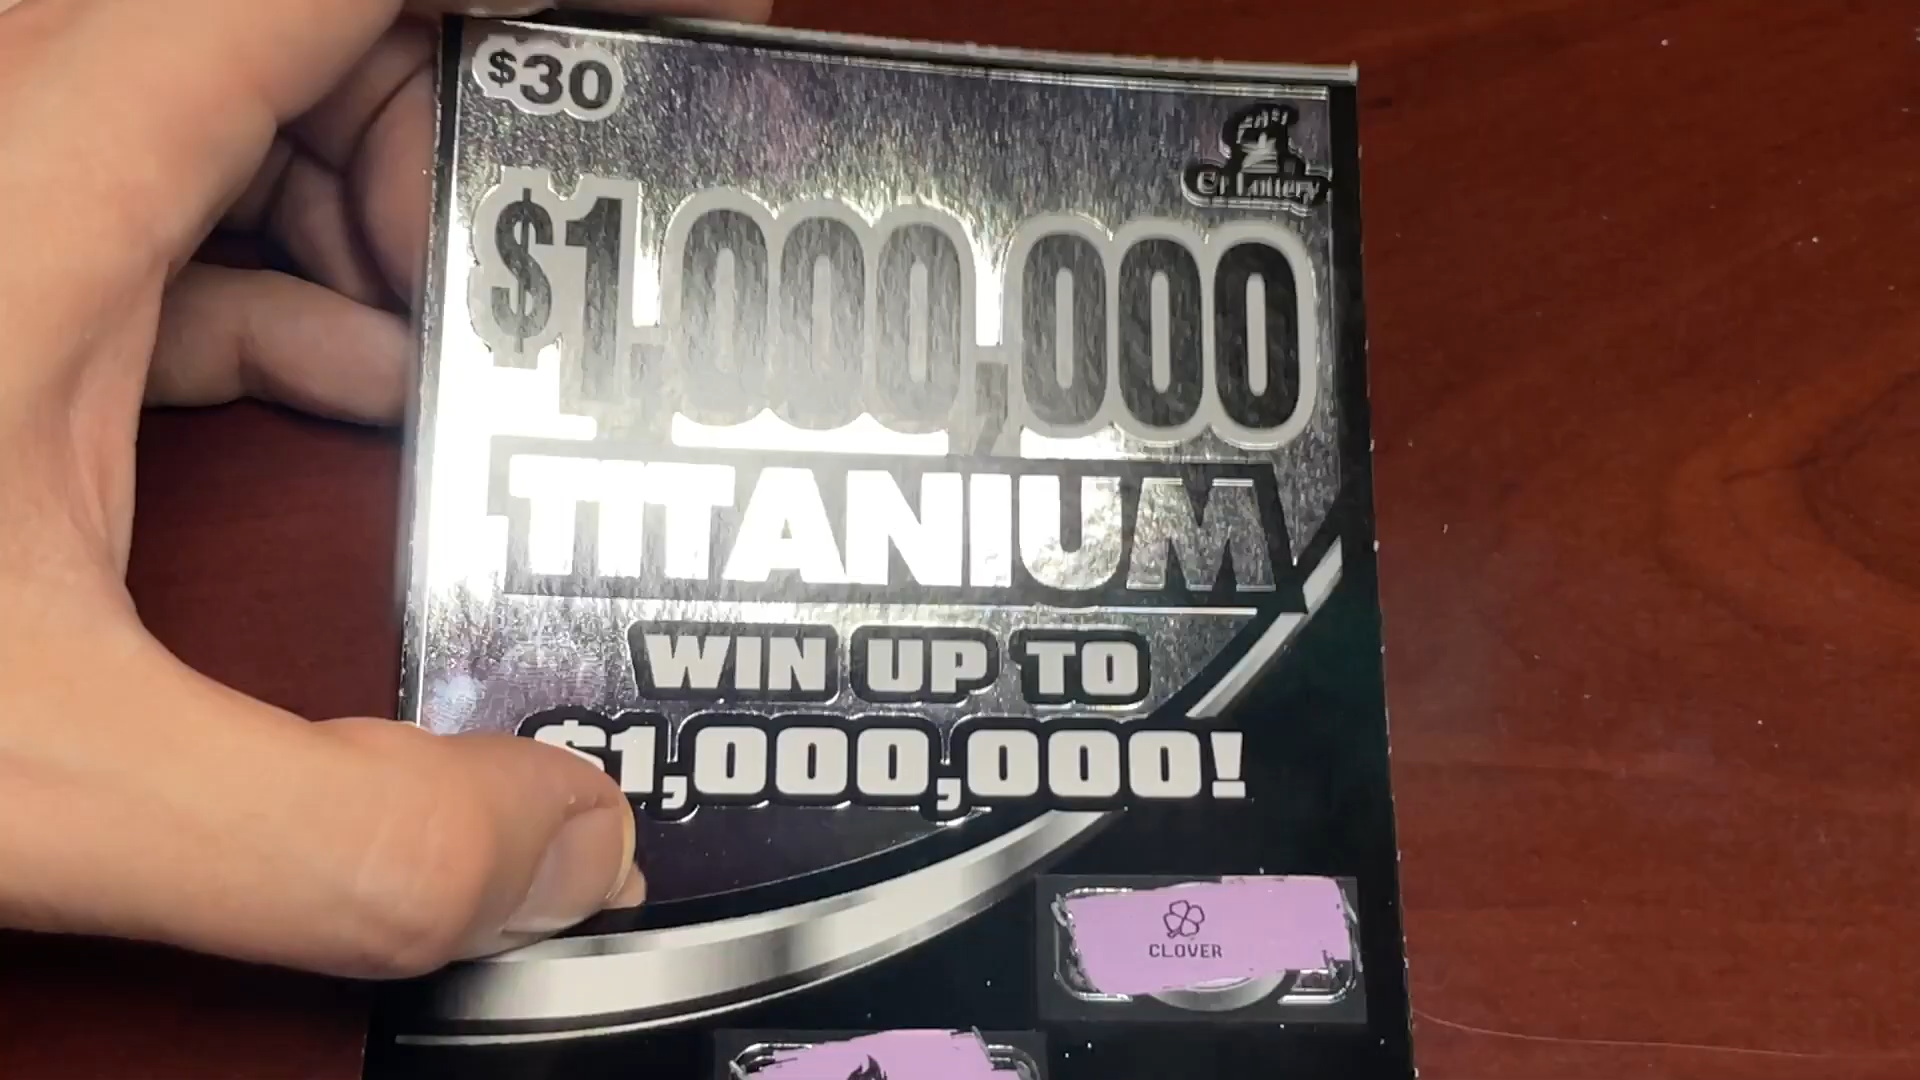 $30
CT Lottery
$1,000,000
TITANIUM
WIN UP TO
$1,000,000!
CLOVER